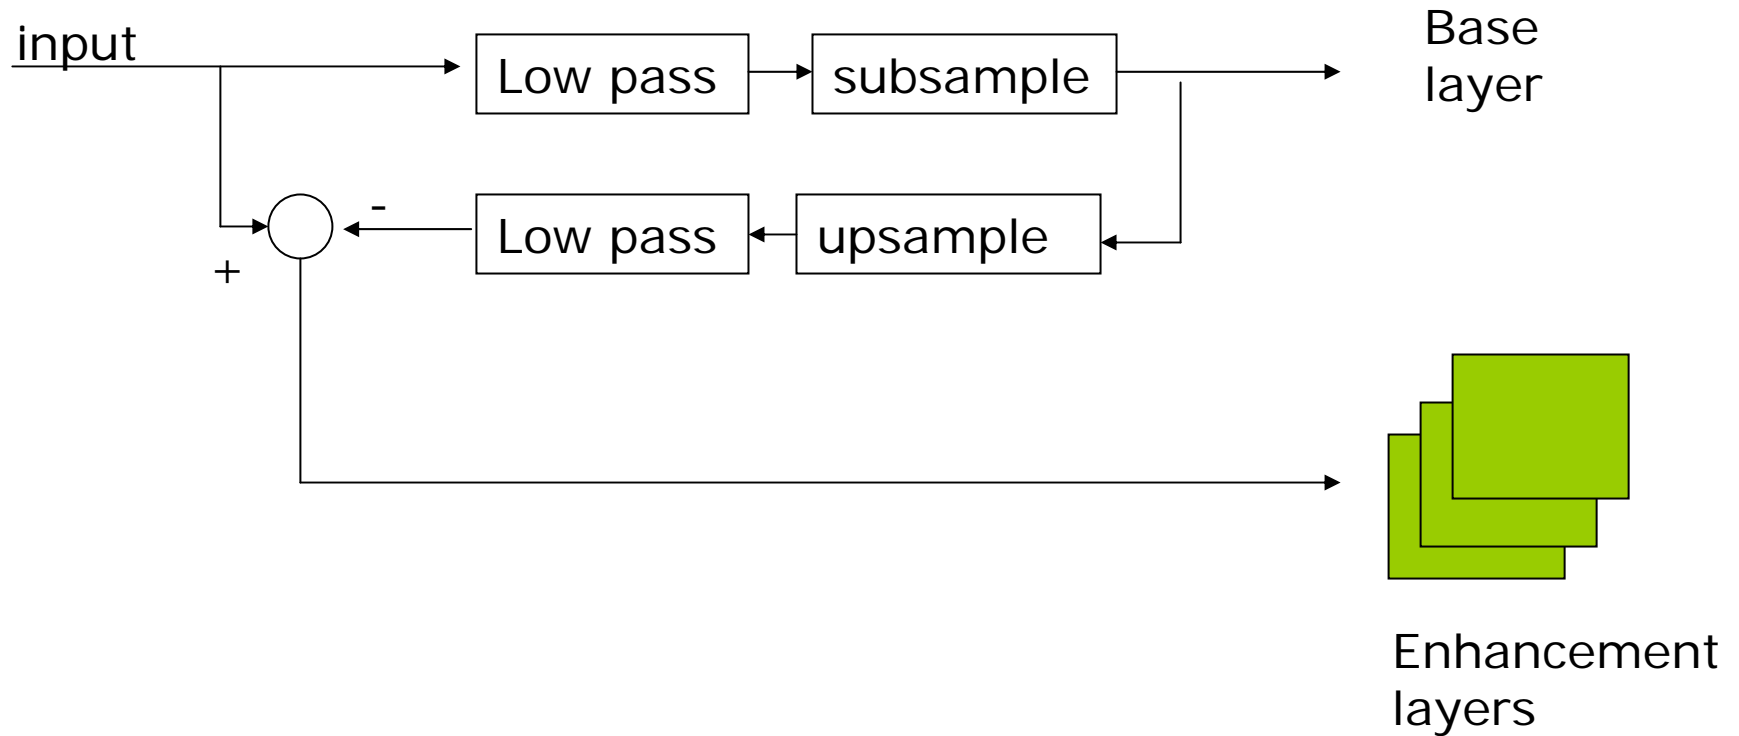 input
Low pass
subsample
Base
layer
-
Low pass
upsample
+
Enhancement
layers